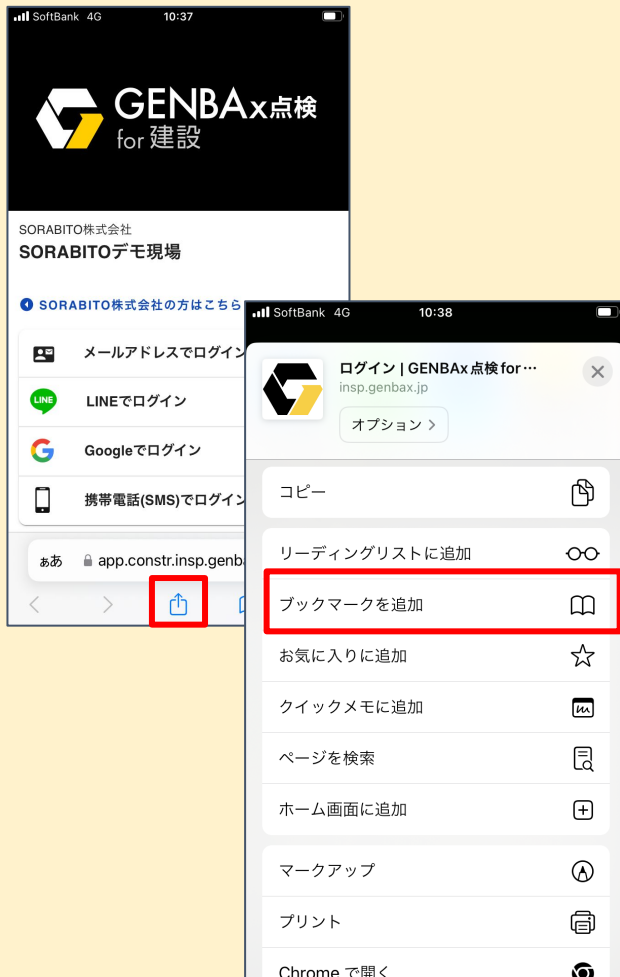 SoftBank 4G 10:37
GENBAx点検
for 建設
SORABITO株式会社
SORABITOデモ現場
SORABITO株式会社の方はこちら
メールアドレスでログイン
LINE
LINEでログイン
Googleでログイン
携帯電話(SMS)でログイン
ぁあ app.constr.insp.genba
SoftBank 4G 10:38
ログイン | GENBAx 点検 for …
insp.genbax.jp
オプション
コピー
リーディングリストに追加
ブックマークを追加
お気に入りに追加
クイックメモに追加
ページを検索
ホーム画面に追加
マークアップ
プリント
Chrome で開く